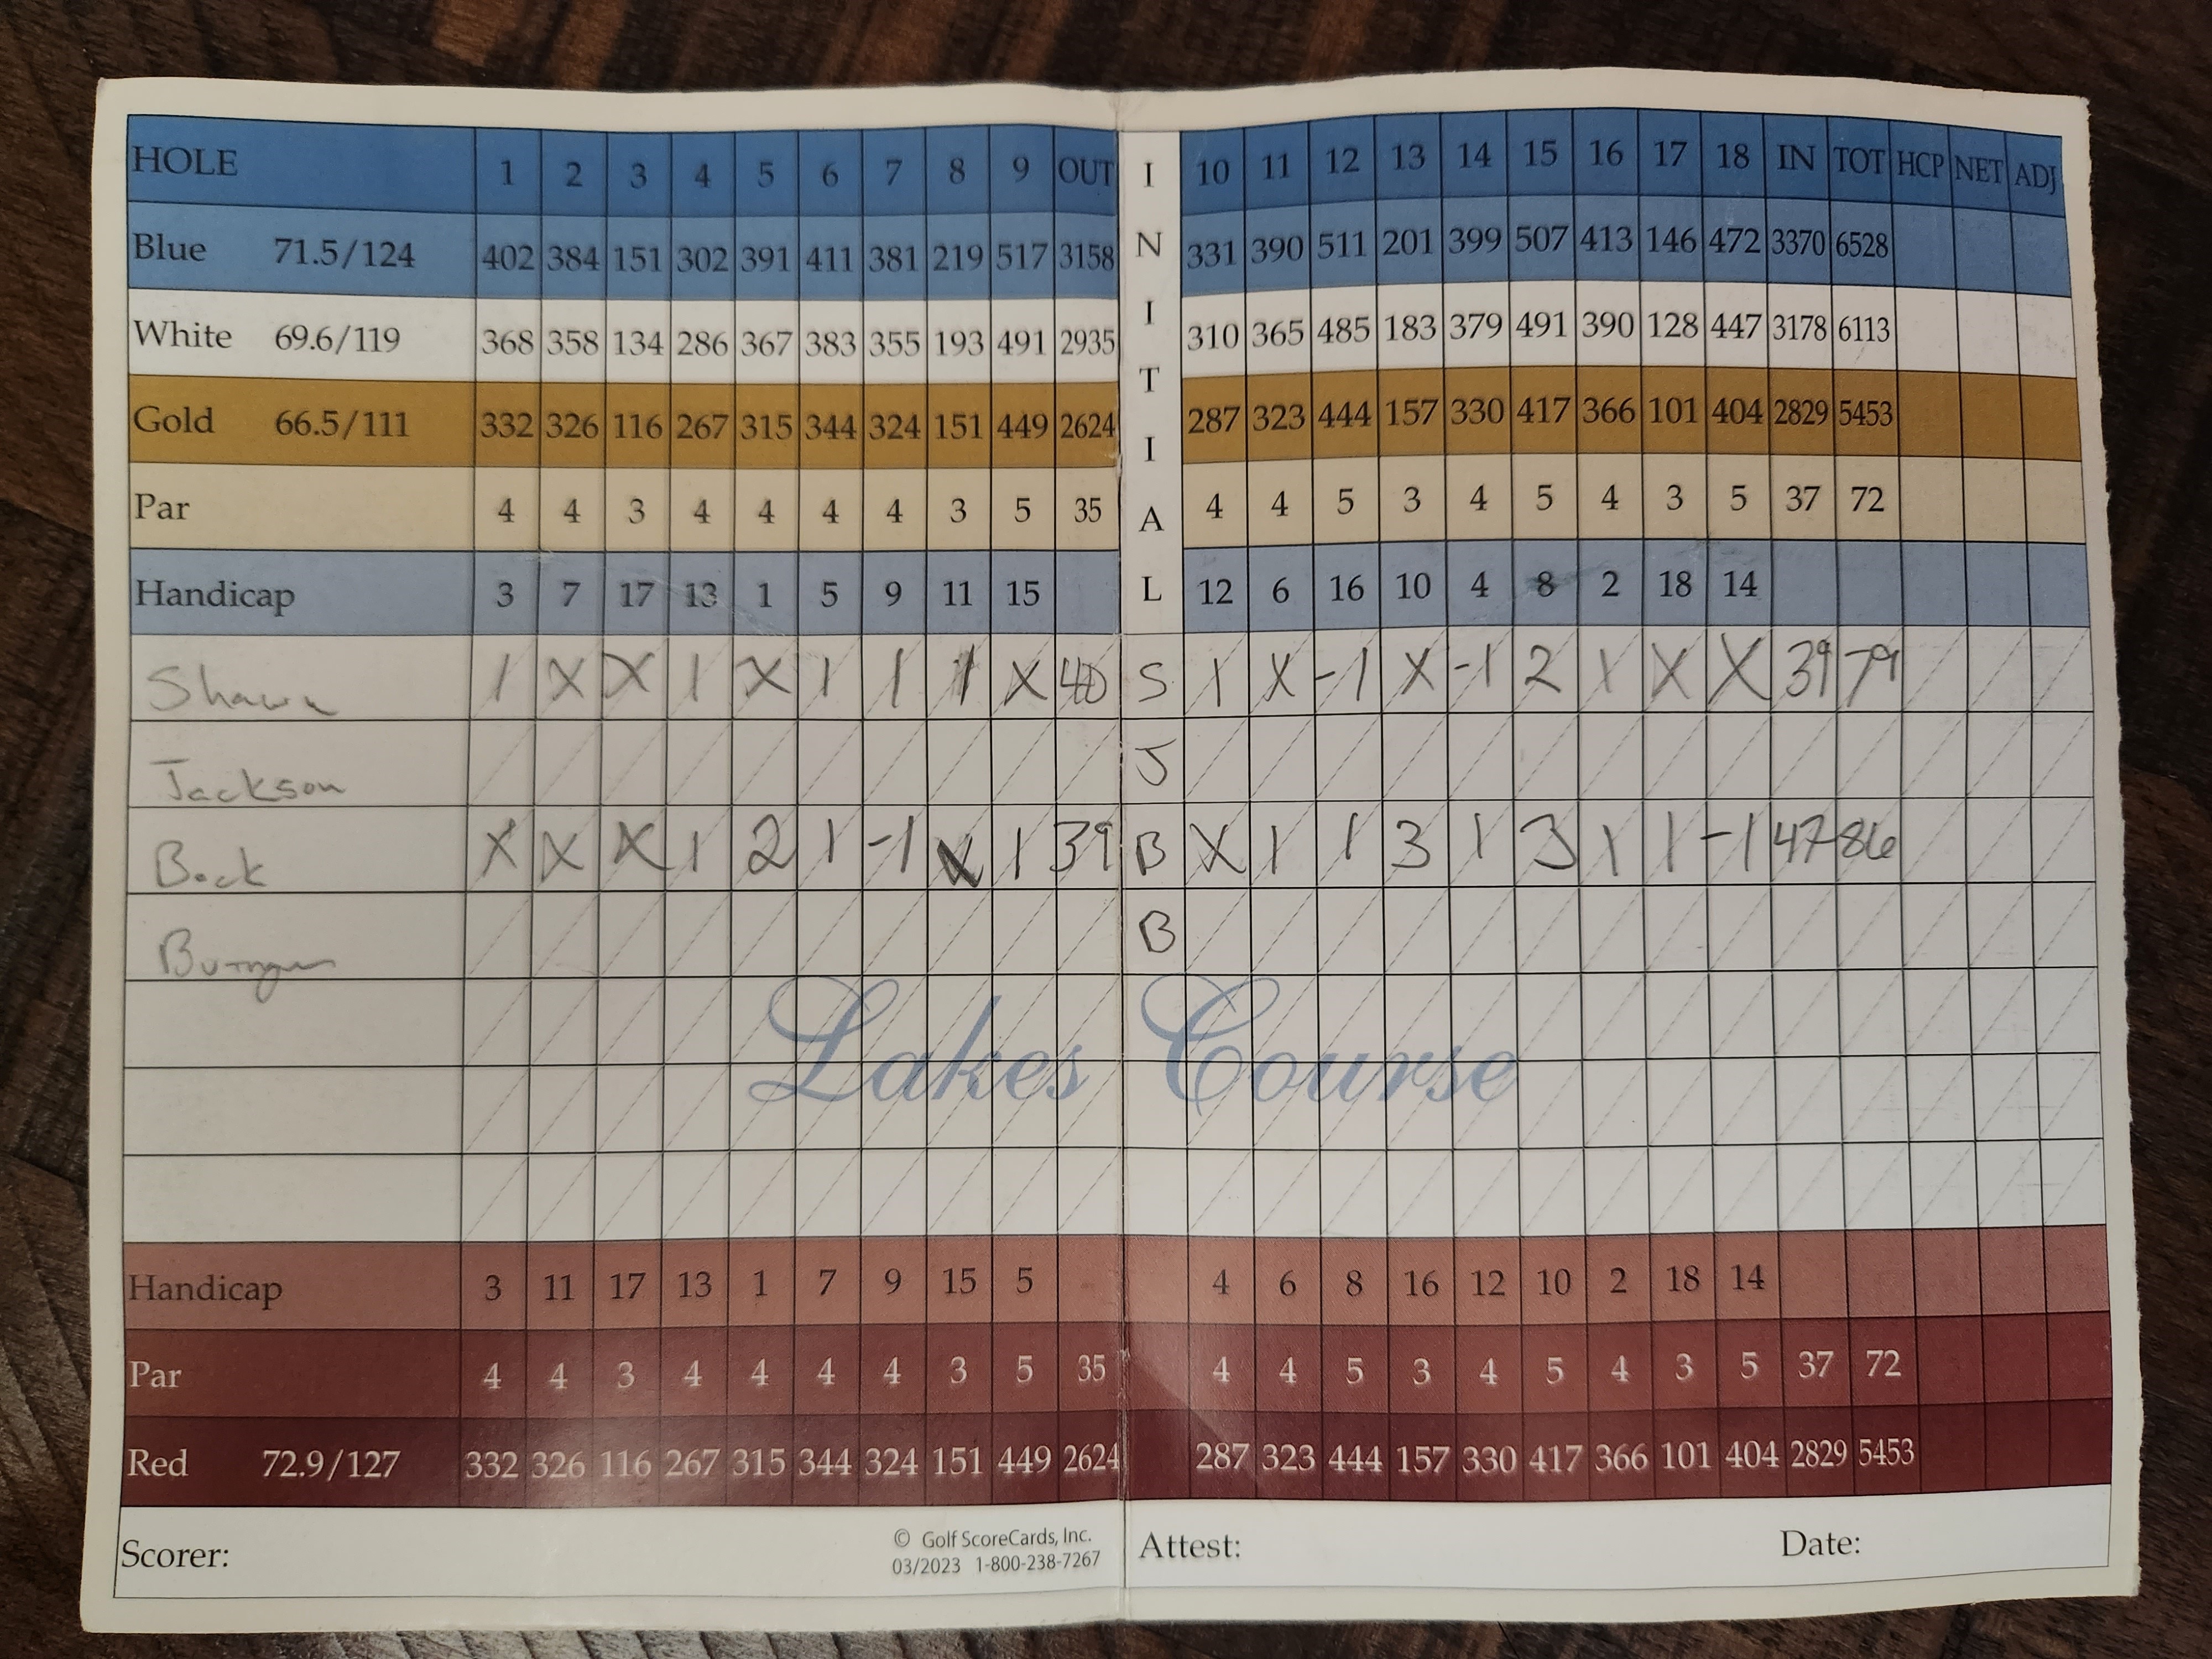 HOLE 1 2 3 4 5 6 7 8 9 OUT I 10 11 12 13 14 15 16 17 18 IN TOT HCP NET ADJ
Blue 71.5/124 402 384 151 302 391 411 381 219 517 3158 N 331 390 511 201 399 507 413 146 472 3370 6528
White 69.6/119 368 358 134 286 367 383 355 193 491 2935 I 310 365 485 183 379 491 390 128 447 3178 6113
T
Gold 66.5/111 332 326 116 267 315 344 324 151 449 2624 I 287 323 444 157 330 417 366 101 404 2829 5453
Par 4 4 3 4 4 4 4 3 5 35 A 4 4 5 3 4 5 4 3 5 37 72
Handicap 3 7 17 13 1 5 9 11 15 L 12 6 16 10 4 8 2 18 14
Shawn 1 X X 1 X 1 1 1 X 40 S 1 X -1 X -1 2 1 X X 39 79
Jackson J
Bock X X X 1 2 1 -1 X 1 39 B X 1 1 3 1 3 1 1 -1 47 86
B
Lakes Course
Handicap 3 11 17 13 1 7 9 15 5 4 6 8 16 12 10 2 18 14
Par 4 4 3 4 4 4 4 3 5 35 4 4 5 3 4 5 4 3 5 37 72
Red 72.9/127 332 326 116 267 315 344 324 151 449 2624 287 323 444 157 330 417 366 101 404 2829 5453
Scorer: © Golf ScoreCards, Inc. Attest: Date:
03/2023 1-800-238-7267